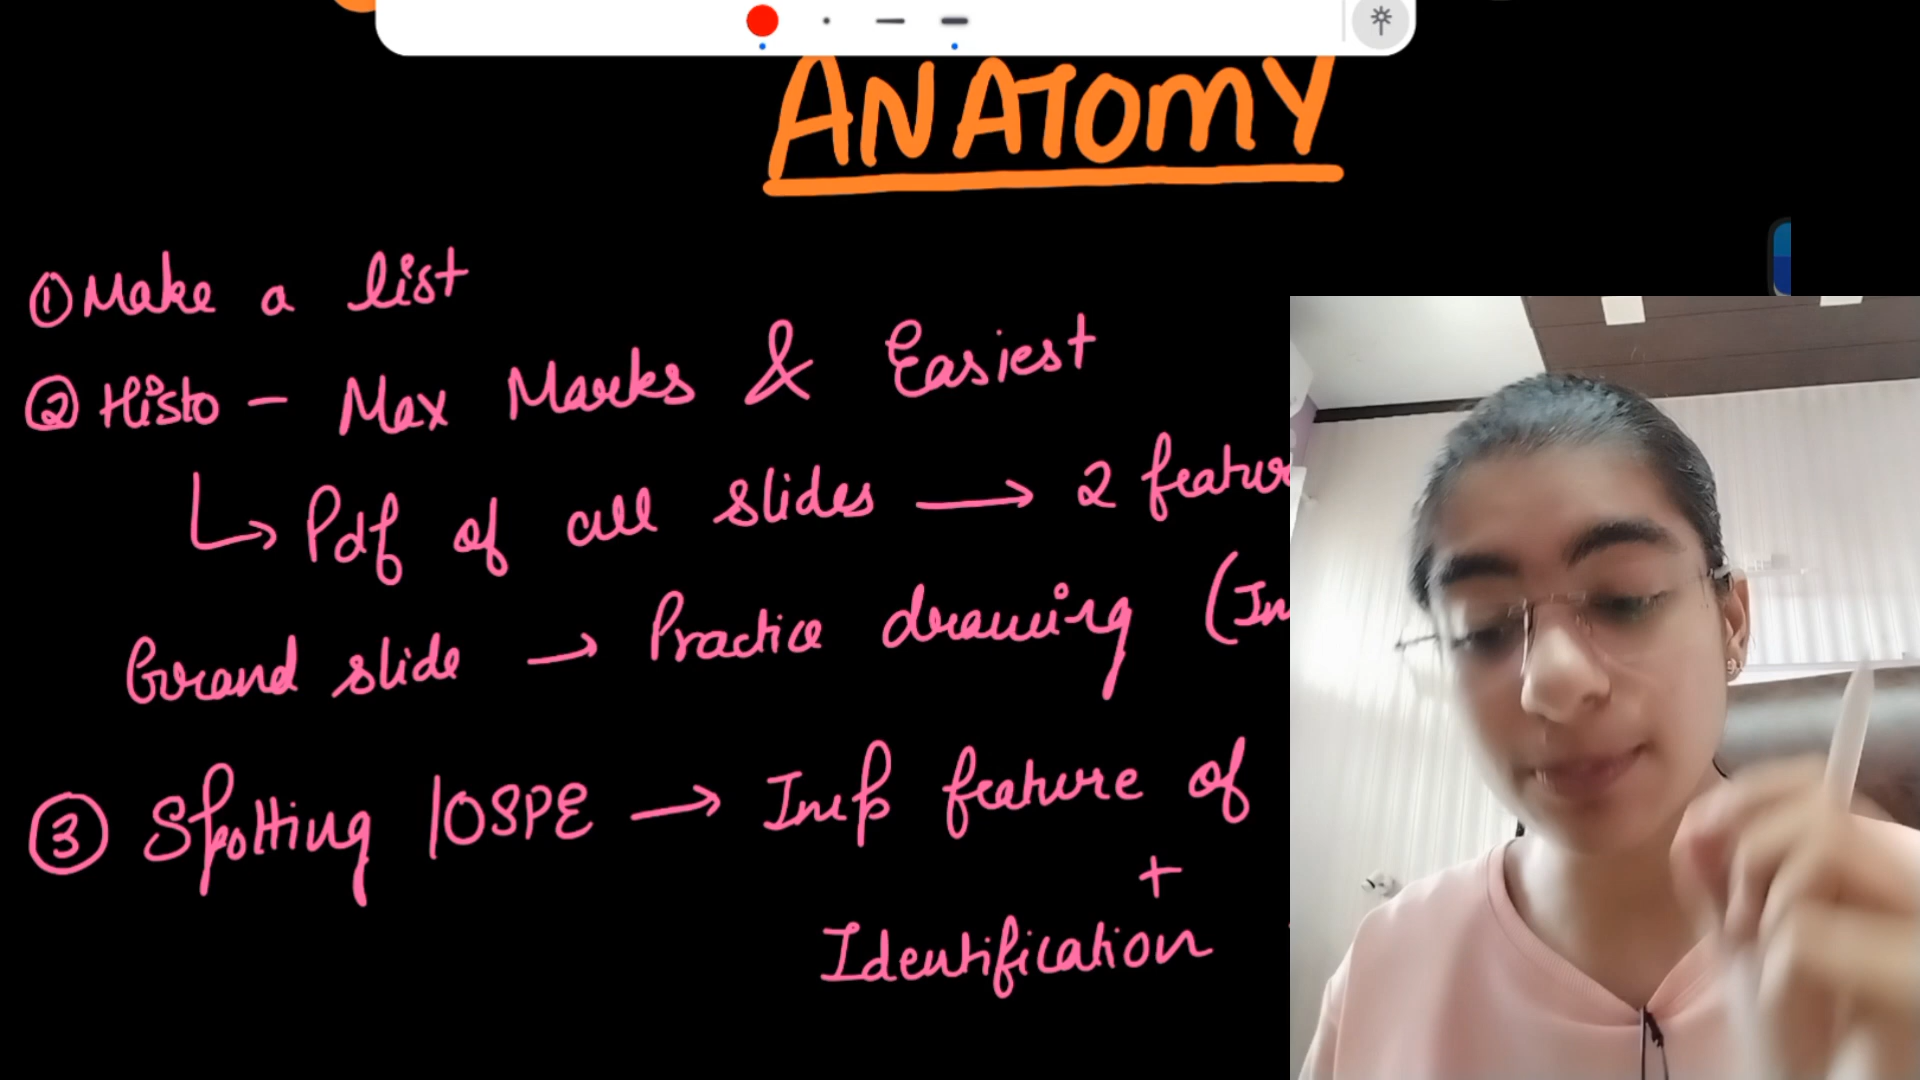 ANATOMY
① Make a list
② Histo - Max Marks & Easiest
↳ Pdf of all slides → 2 featur
Grand slide → Practice drawing (Im
③ Spotting /OSPE → Imp feature of
+
Identification